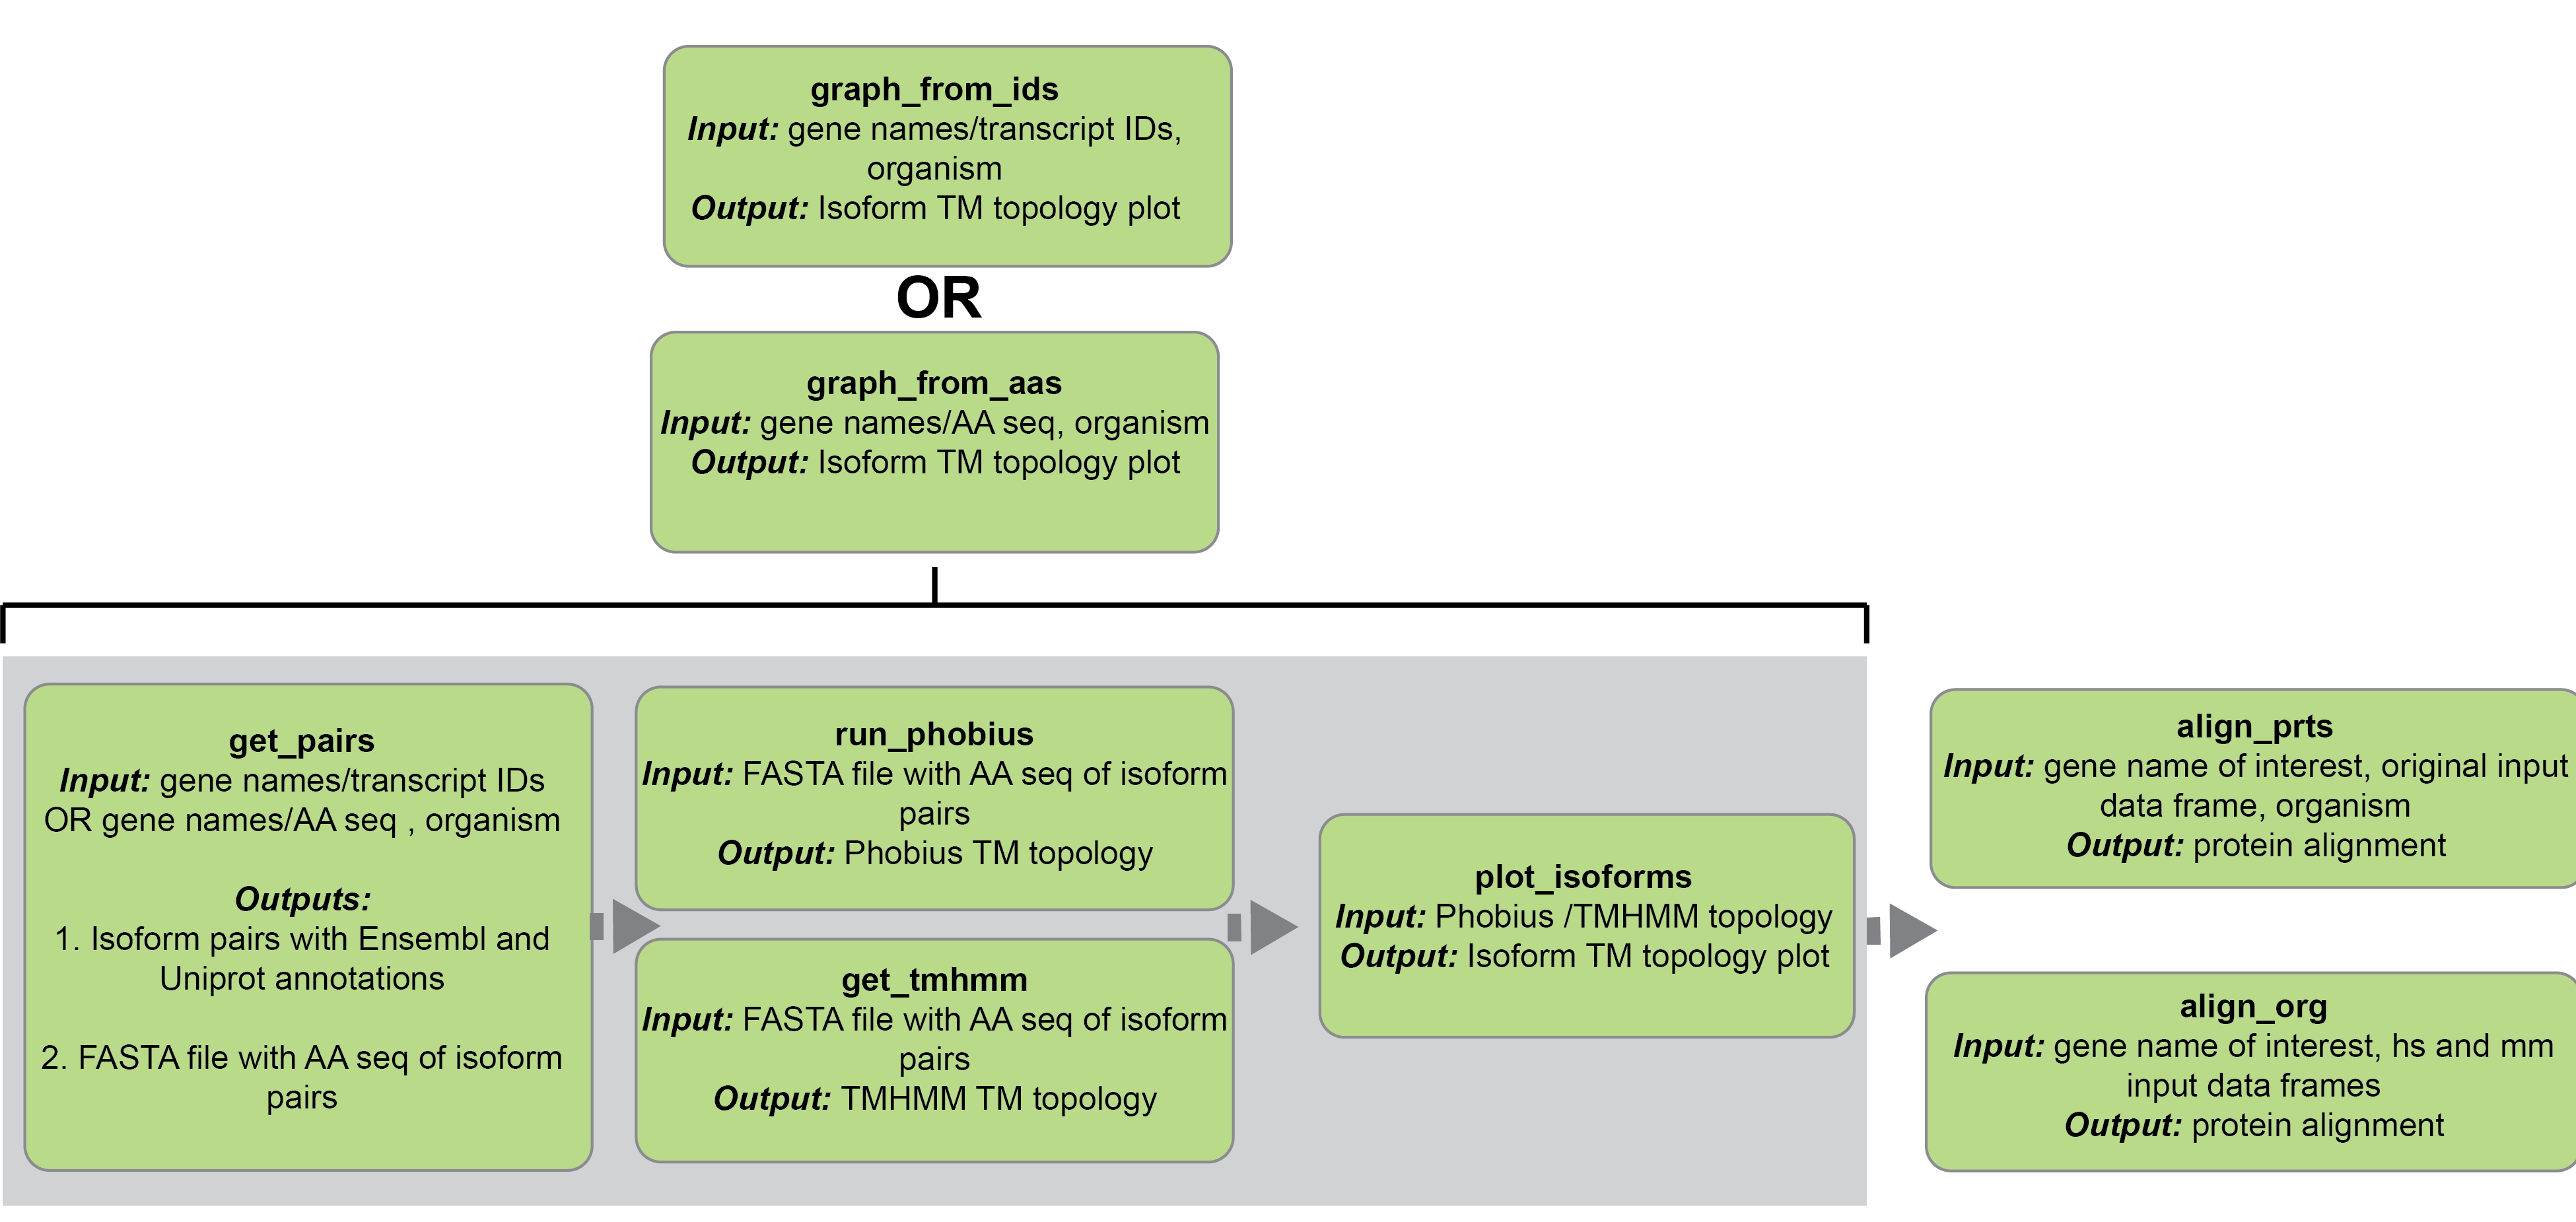 graph_from_ids
Input: gene names/transcript IDs,
organism
Output: Isoform TM topology plot
OR
graph_from_aas
Input: gene names/AA seq, organism
Output: Isoform TM topology plot
get_pairs
Input: gene names/transcript IDs
OR gene names/AA seq , organism
Outputs:
1. Isoform pairs with Ensembl and
Uniprot annotations
2. FASTA file with AA seq of isoform
pairs
run_phobius
Input: FASTA file with AA seq of isoform
pairs
Output: Phobius TM topology
get_tmhmm
Input: FASTA file with AA seq of isoform
pairs
Output: TMHMM TM topology
plot_isoforms
Input: Phobius /TMHMM topology
Output: Isoform TM topology plot
align_prts
Input: gene name of interest, original input
data frame, organism
Output: protein alignment
align_org
Input: gene name of interest, hs and mm
input data frames
Output: protein alignment